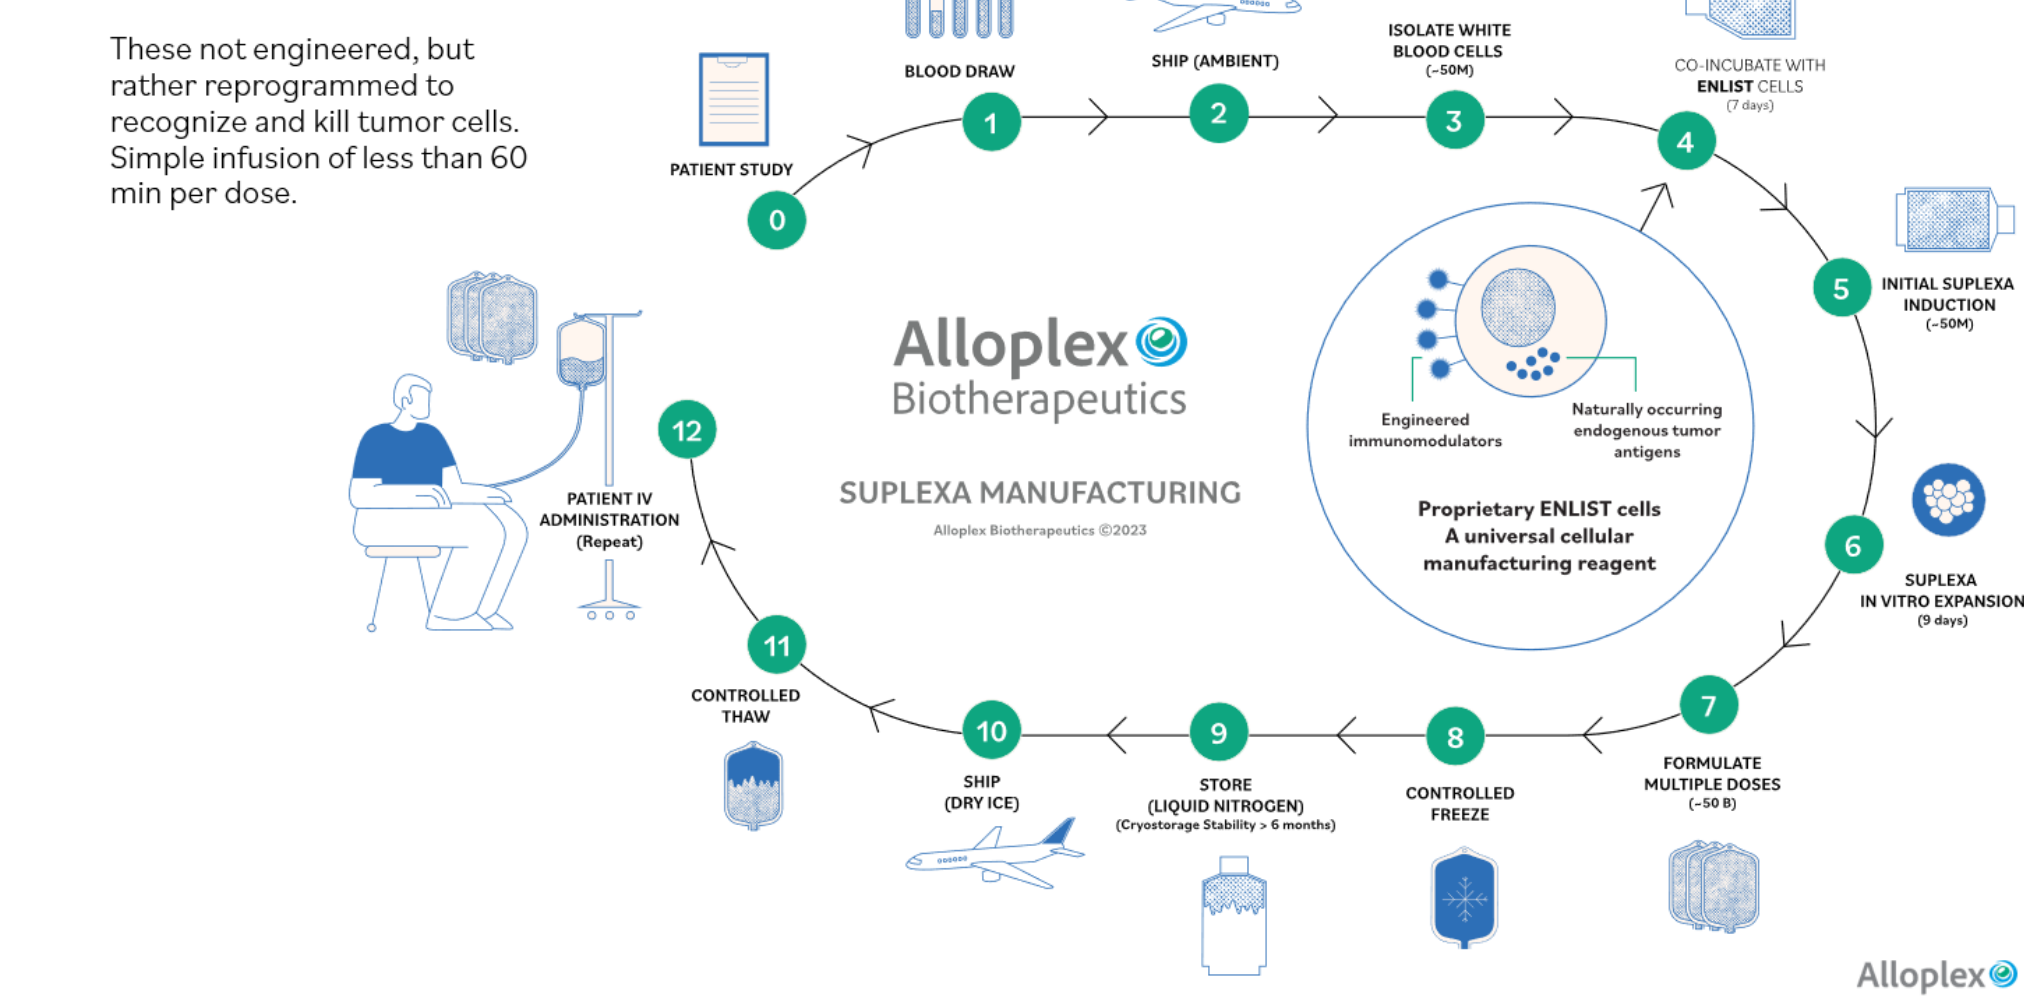 These not engineered, but
rather reprogrammed to
recognize and kill tumor cells.
Simple infusion of less than 60
min per dose.
PATIENT STUDY
0
BLOOD DRAW
1
SHIP (AMBIENT)
2
ISOLATE WHITE
BLOOD CELLS
(~50M)
3
CO-INCUBATE WITH
ENLIST CELLS
(7 days)
4
5
INITIAL SUPLEXA
INDUCTION
(~50M)
6
SUPLEXA
IN VITRO EXPANSION
(9 days)
7
FORMULATE
MULTIPLE DOSES
(~50 B)
8
CONTROLLED
FREEZE
9
STORE
(LIQUID NITROGEN)
(Cryostorage Stability > 6 months)
10
SHIP
(DRY ICE)
11
CONTROLLED
THAW
12
PATIENT IV
ADMINISTRATION
(Repeat)
Alloplex
Biotherapeutics
SUPLEXA MANUFACTURING
Alloplex Biotherapeutics ©2023
Engineered
immunomodulators
Naturally occurring
endogenous tumor
antigens
Proprietary ENLIST cells
A universal cellular
manufacturing reagent
Alloplex